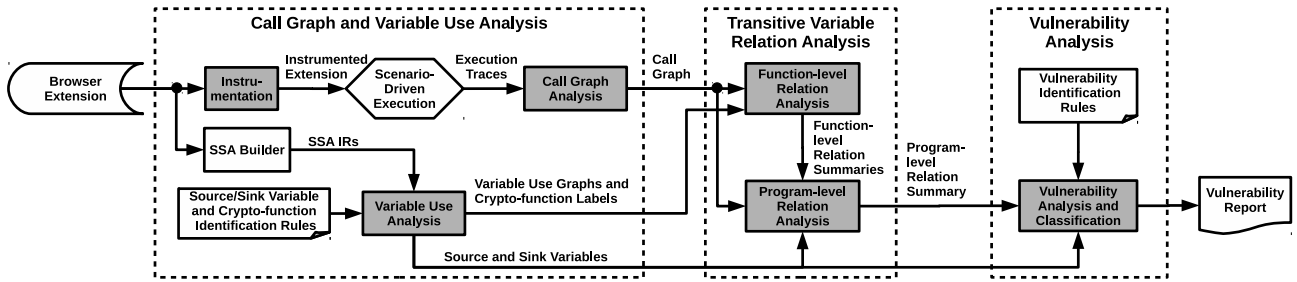 Call Graph and Variable Use Analysis
Transitive Variable
Relation Analysis
Vulnerability
Analysis
Browser
Extension
Instru-
mentation
Instrumented
Extension
Scenario-
Driven
Execution
Execution
Traces
Call Graph
Analysis
Call
Graph
Function-level
Relation
Analysis
Vulnerability
Identification
Rules
SSA Builder
SSA IRs
Function-
level
Relation
Summaries
Program-
level
Relation
Summary
Source/Sink Variable
and Crypto-function
Identification Rules
Variable Use
Analysis
Variable Use Graphs and
Crypto-function Labels
Program-level
Relation
Analysis
Vulnerability
Analysis and
Classification
Vulnerability
Report
Source and Sink Variables